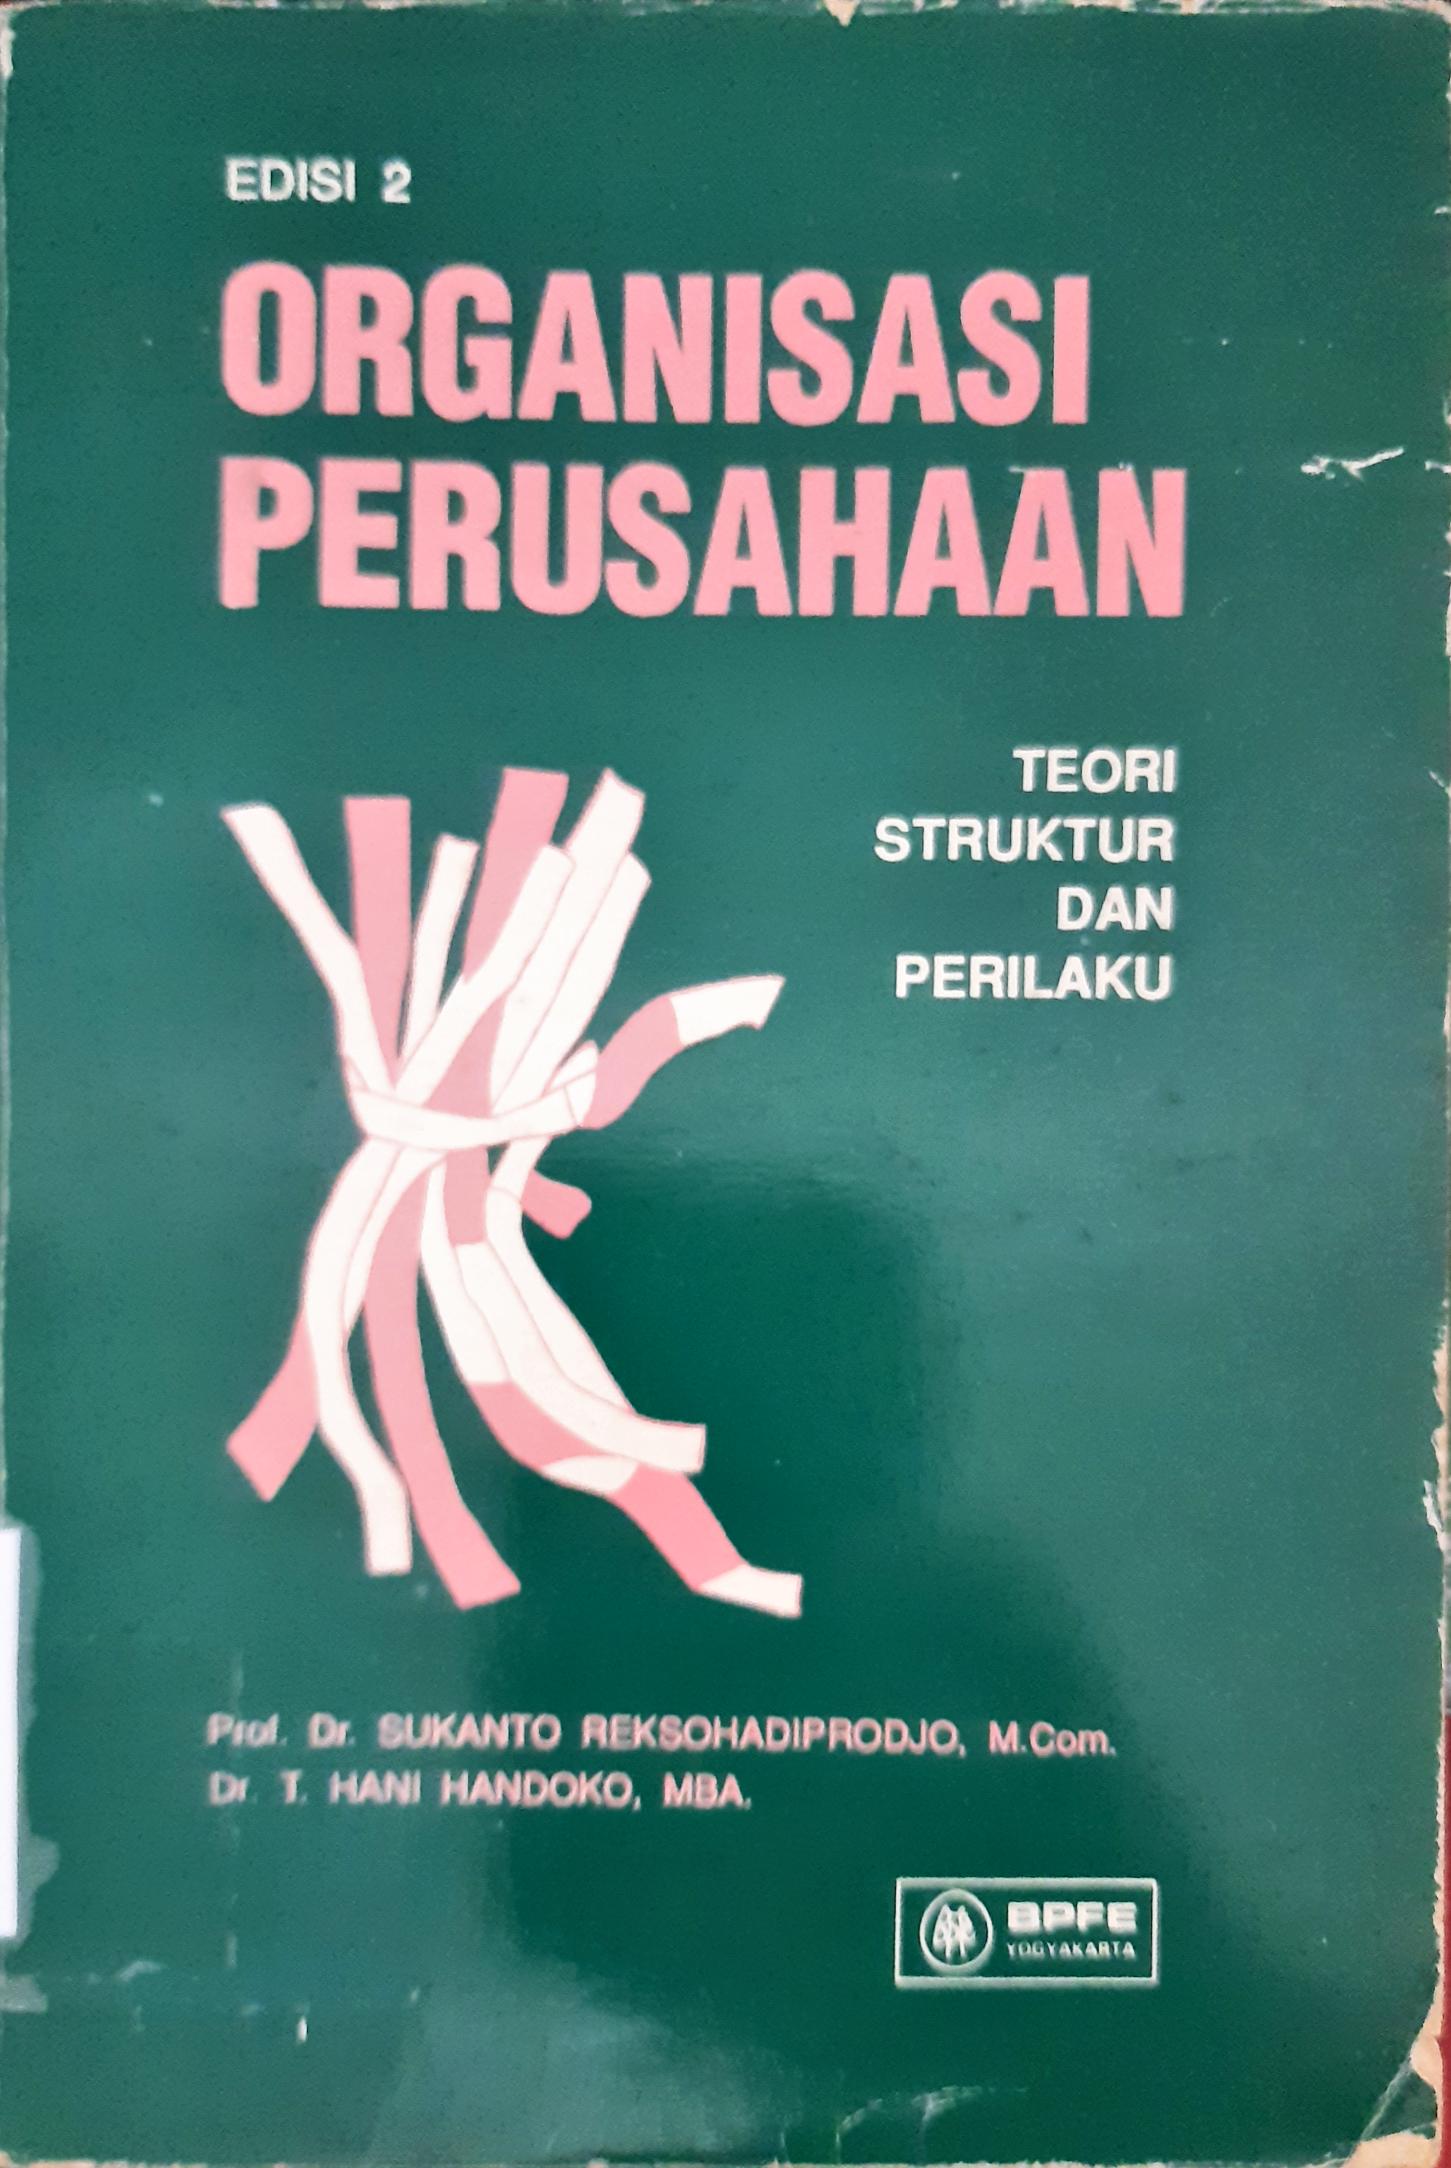 EDISI 2
ORGANISASI
PERUSAHAAN
TEORI
STRUKTUR
DAN
PERILAKU
Prof. Dr. SUKANTO REKSOHADIPRODJO, M.Com.
Dr. T. HANI HANDOKO, MBA.
BPFE
YOGYAKARTA